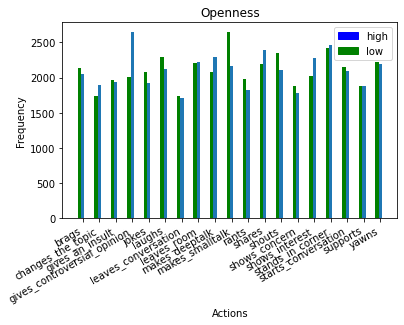 Openness
high
low
Frequency
2500
2000
1500
1000
500
0
brags
changes_the_topic
gives_an_insult
gives_controversial_opinion
jokes
laughs
leaves_conversation
leaves_room
makes_deeptalk
makes_smalltalk
rants
shares
shouts
shows_concern
shows_interest
stands_in_corner
starts_conversation
supports
yawns
Actions